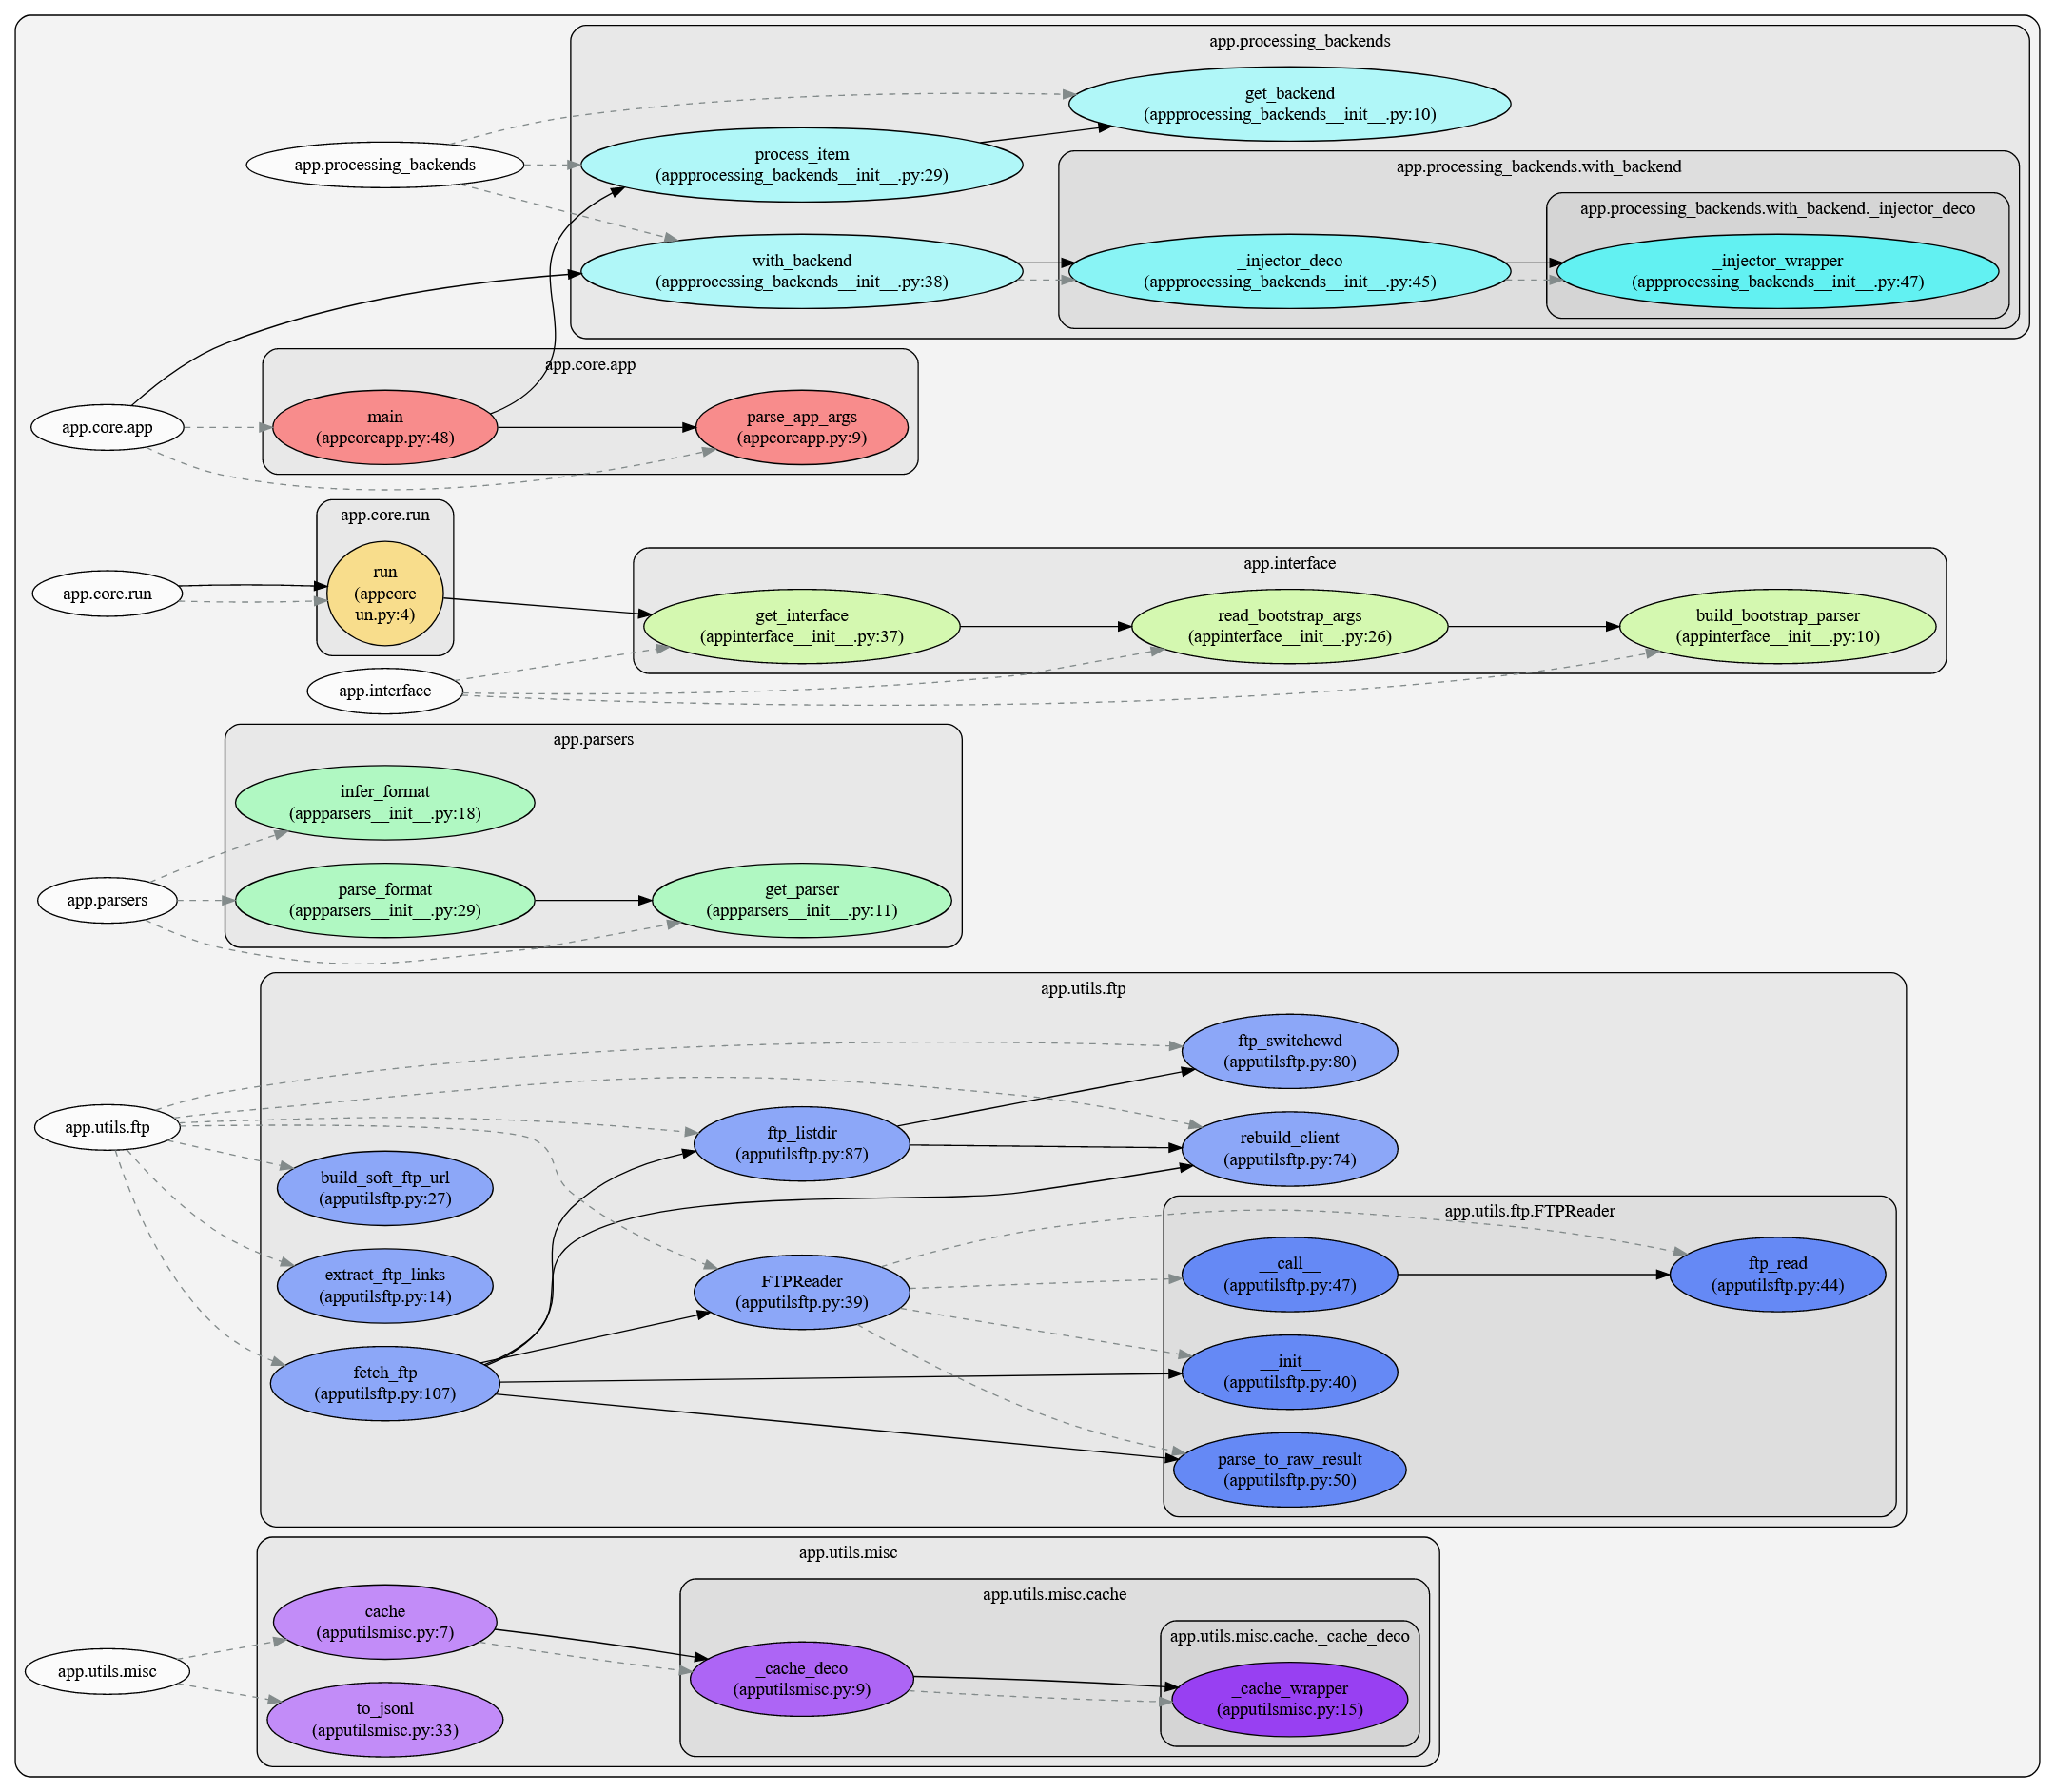 app.processing_backends
get_backend
(appprocessing_backends__init__.py:10)
app.processing_backends
process_item
(appprocessing_backends__init__.py:29)
app.processing_backends.with_backend
app.processing_backends.with_backend._injector_deco
with_backend
(appprocessing_backends__init__.py:38)
_injector_deco
(appprocessing_backends__init__.py:45)
_injector_wrapper
(appprocessing_backends__init__.py:47)
app.core.app
app.core.app
main
(appcoreapp.py:48)
parse_app_args
(appcoreapp.py:9)
app.core.run
app.core.run
run
(appcore
un.py:4)
app.interface
get_interface
(appinterface__init__.py:37)
read_bootstrap_args
(appinterface__init__.py:26)
build_bootstrap_parser
(appinterface__init__.py:10)
app.interface
app.parsers
infer_format
(appparsers__init__.py:18)
app.parsers
parse_format
(appparsers__init__.py:29)
get_parser
(appparsers__init__.py:11)
app.utils.ftp
ftp_switchcwd
(apputilsftp.py:80)
app.utils.ftp
ftp_listdir
(apputilsftp.py:87)
rebuild_client
(apputilsftp.py:74)
build_soft_ftp_url
(apputilsftp.py:27)
app.utils.ftp.FTPReader
extract_ftp_links
(apputilsftp.py:14)
FTPReader
(apputilsftp.py:39)
__call__
(apputilsftp.py:47)
ftp_read
(apputilsftp.py:44)
fetch_ftp
(apputilsftp.py:107)
__init__
(apputilsftp.py:40)
parse_to_raw_result
(apputilsftp.py:50)
app.utils.misc
cache
(apputilsmisc.py:7)
app.utils.misc.cache
app.utils.misc.cache._cache_deco
app.utils.misc
_cache_deco
(apputilsmisc.py:9)
_cache_wrapper
(apputilsmisc.py:15)
to_jsonl
(apputilsmisc.py:33)